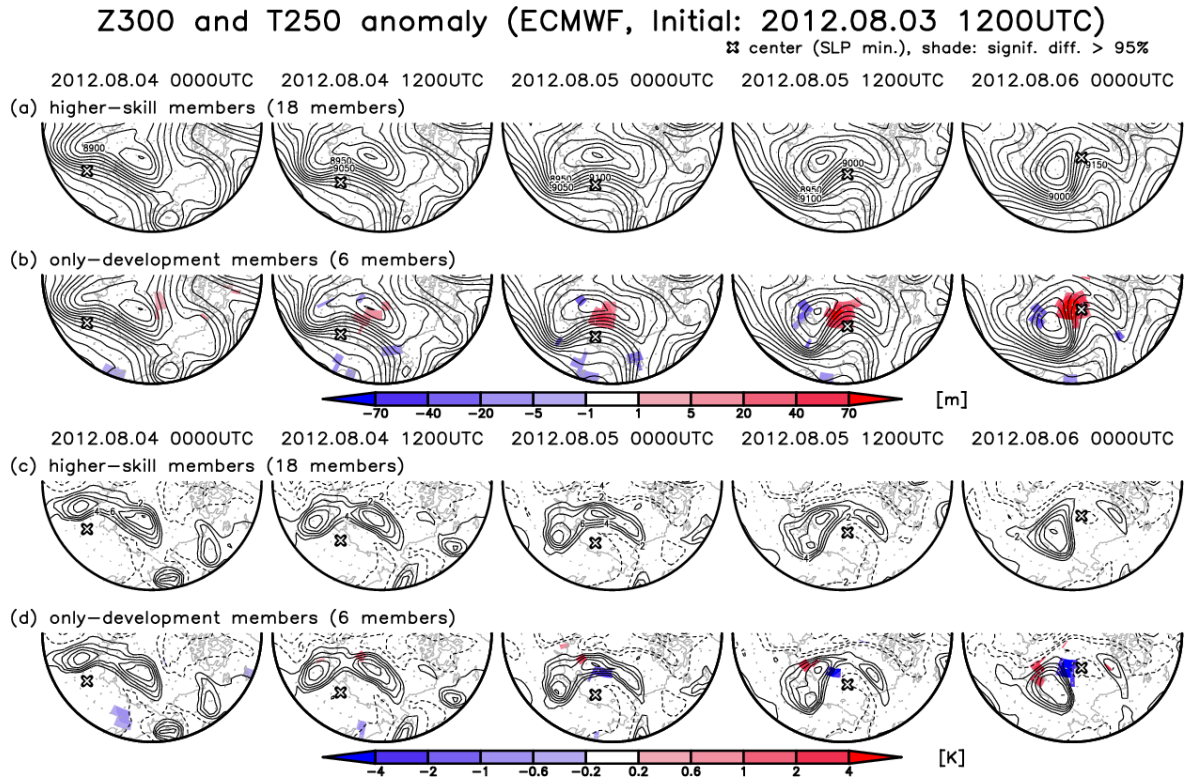 Z300 and T250 anomaly (ECMWF, Initial: 2012.08.03 1200UTC)
center (SLP min.), shade: signif. diff. > 95%
2012.08.04 0000UTC 2012.08.04 1200UTC 2012.08.05 0000UTC 2012.08.05 1200UTC 2012.08.06 0000UTC
(a) higher-skill members (18 members)
8900 8950 9050 8950 9050 9100 9000 8950 9100 9150 9000
(b) only-development members (6 members)
-70 -40 -20 -5 -1 1 5 20 40 70 [m]
2012.08.04 0000UTC 2012.08.04 1200UTC 2012.08.05 0000UTC 2012.08.05 1200UTC 2012.08.06 0000UTC
(c) higher-skill members (18 members)
(d) only-development members (6 members)
-4 -2 -1 -0.6 -0.2 0.2 0.6 1 2 4 [K]